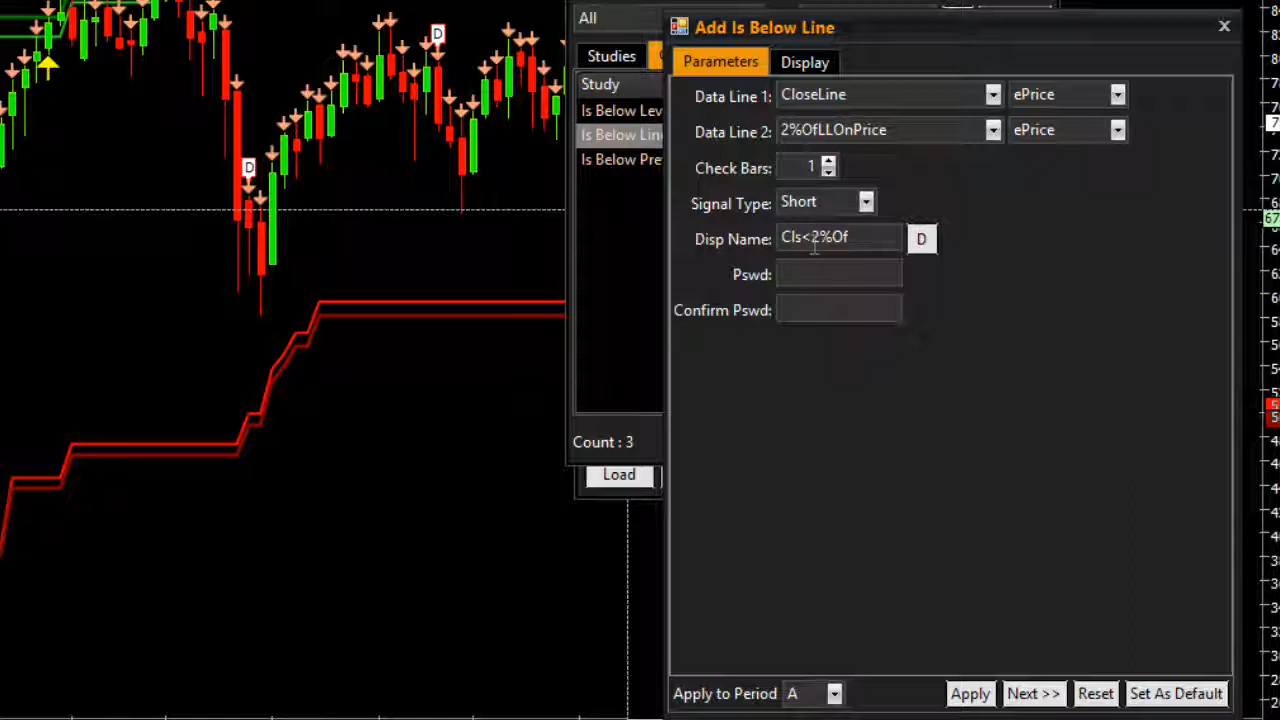 D
D
All
Studies
Study
Is Below Lev
Is Below Line
Is Below Pre
Count : 3
Load
Add Is Below Line
Parameters
Display
Data Line 1:
CloseLine
ePrice
Data Line 2:
2%OfLLOnPrice
ePrice
Check Bars:
1
Signal Type:
Short
Disp Name:
Cls<2%Of
D
Pswd:
Confirm Pswd:
Apply to Period
A
Apply
Next >>
Reset
Set As Default
67